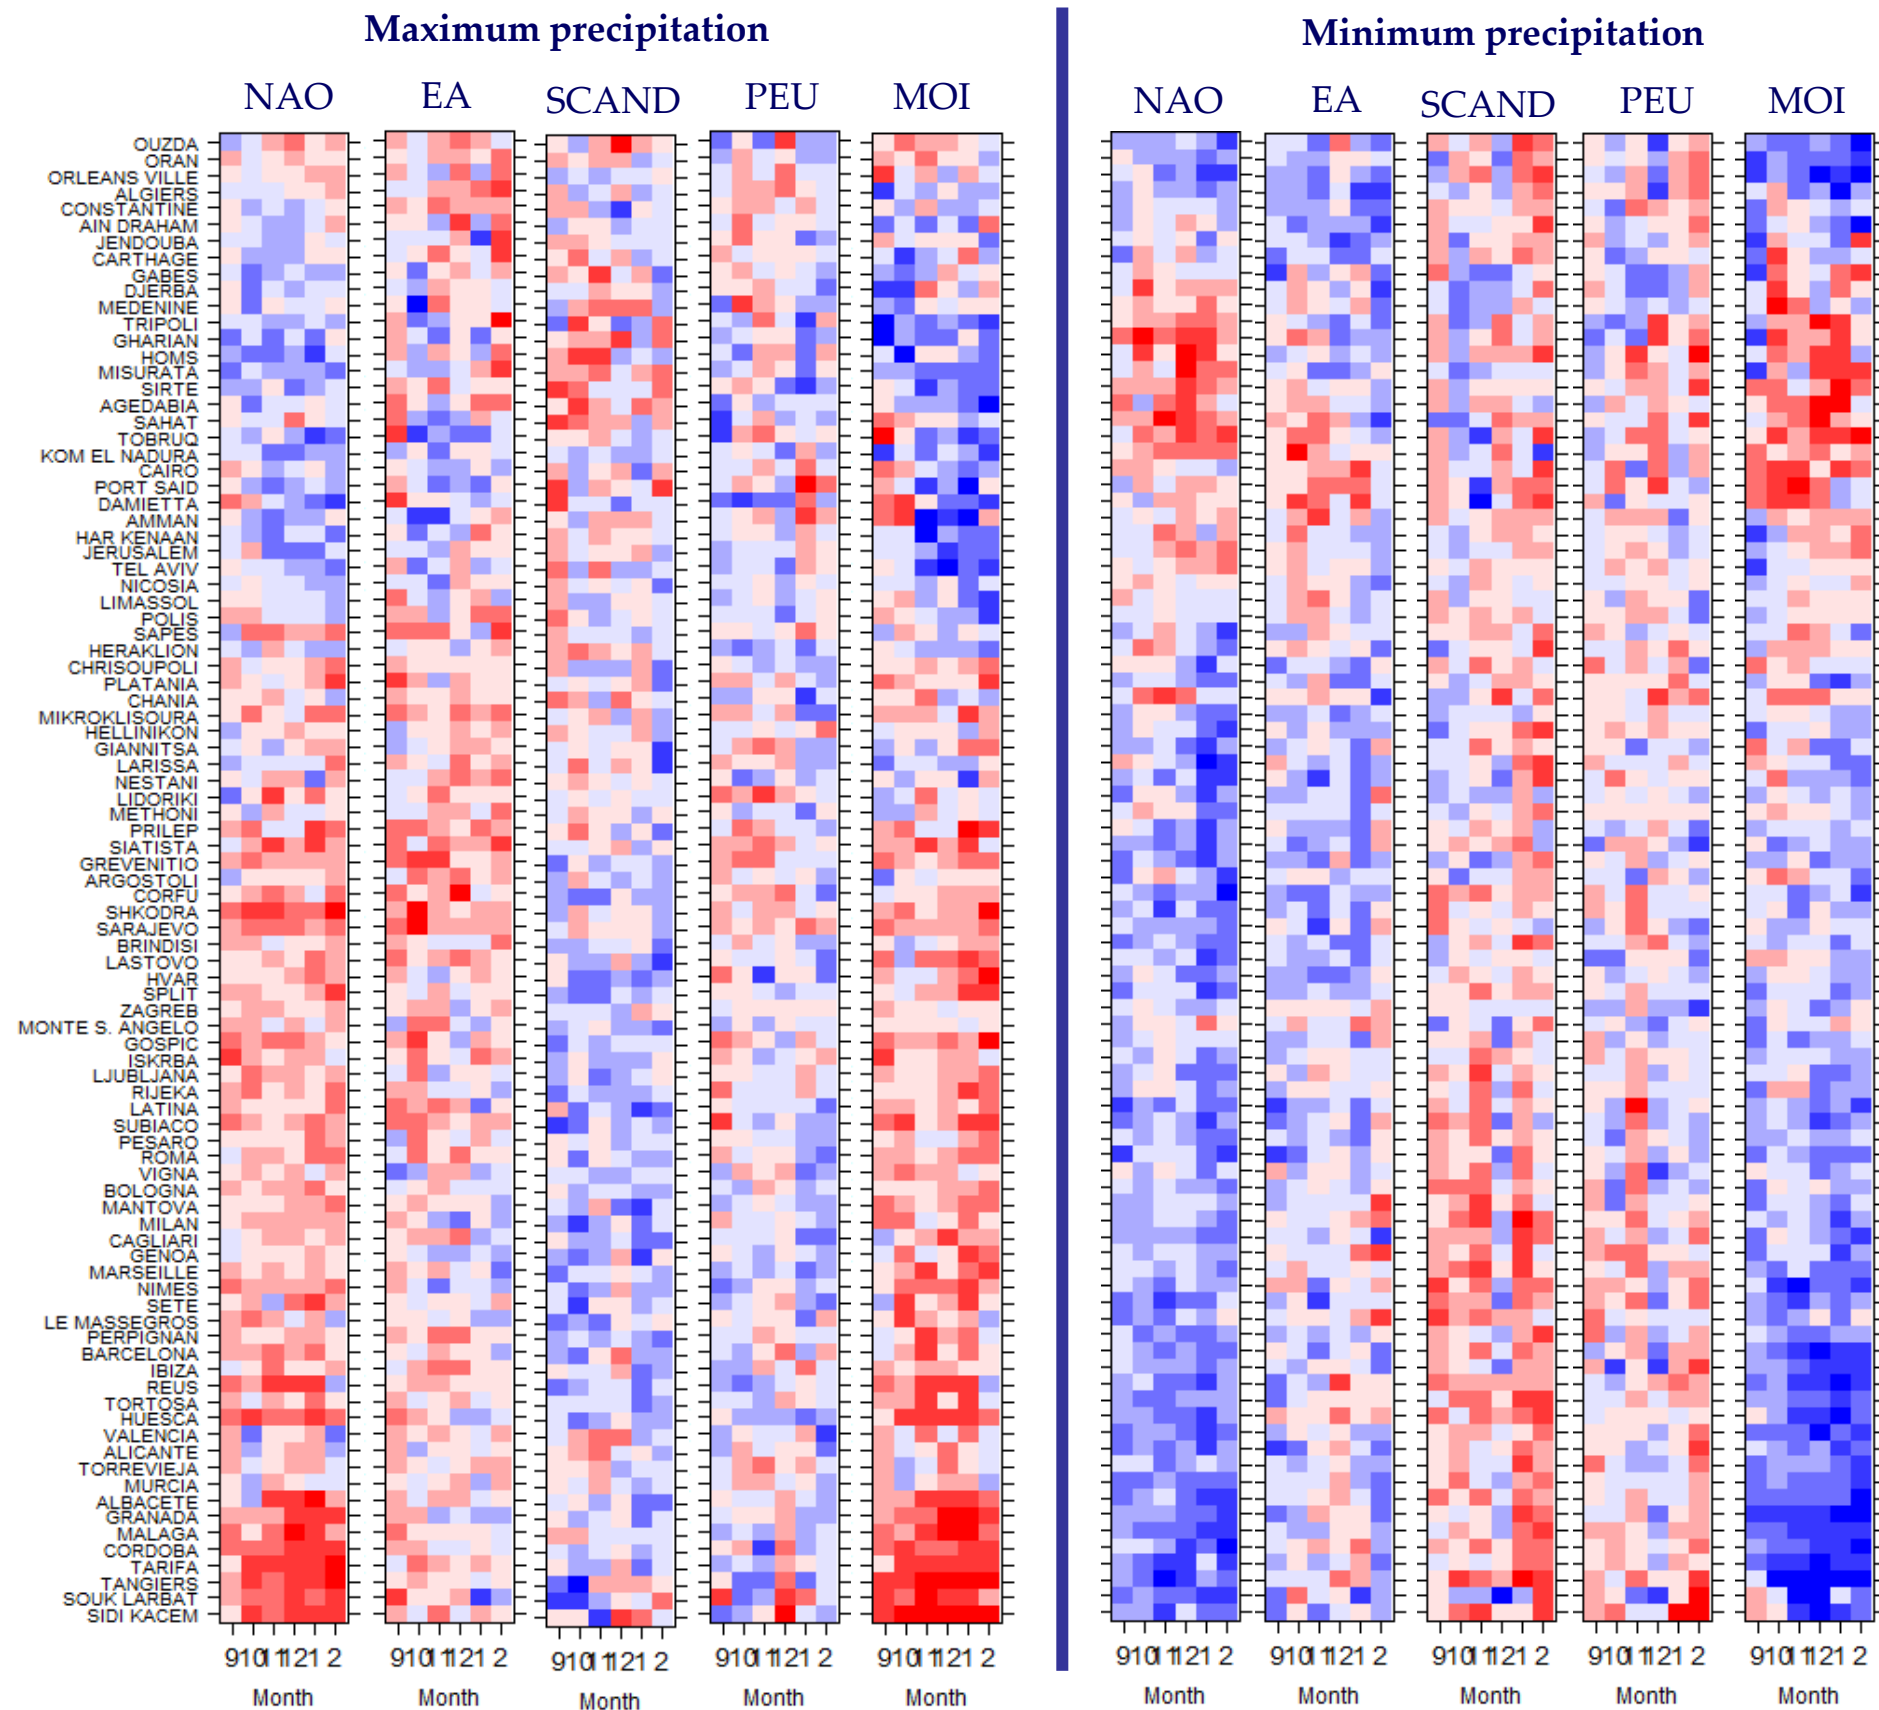 Maximum precipitation
Minimum precipitation
NAO EA SCAND PEU MOI
NAO EA SCAND PEU MOI
OUZDA
ORAN
ORLEANS VILLE
ALGIERS
CONSTANTINE
AIN DRAHAM
JENDOUBA
CARTHAGE
GABES
DJERBA
MEDENINE
TRIPOLI
GHARIAN
HOMS
MISURATA
SIRTE
AGEDABIA
SAHAT
TOBRUQ
KOM EL NADURA
CAIRO
PORT SAID
DAMIETTA
AMMAN
HAR KENAAN
JERUSALEM
TEL AVIV
NICOSIA
LIMASSOL
POLIS
SAPES
HERAKLION
CHRISOUPOLI
PLATANIA
CHANIA
MIKROKLISOURA
HELLINIKON
GIANNITSA
LARISSA
NESTANI
LIDORIKI
METHONI
PRILEP
SIATISTA
GREVENITIO
ARGOSTOLI
CORFU
SHKODRA
SARAJEVO
BRINDISI
LASTOVO
HVAR
SPLIT
ZAGREB
MONTE S. ANGELO
GOSPIC
ISKRBA
LJUBLJANA
RIJEKA
LATINA
SUBIACO
PESARO
ROMA
VIGNA
BOLOGNA
MANTOVA
MILAN
CAGLIARI
GENOA
MARSEILLE
NIMES
SETE
LE MASSEGROS
PERPIGNAN
BARCELONA
IBIZA
REUS
TORTOSA
HUESCA
VALENCIA
ALICANTE
TORREVIEJA
MURCIA
ALBACETE
GRANADA
MALAGA
CORDOBA
TARIFA
TANGIERS
SOUK LARBAT
SIDI KACEM
9 10 11 12 1 2 9 10 11 12 1 2 9 10 11 12 1 2 9 10 11 12 1 2 9 10 11 12 1 2
9 10 11 12 1 2 9 10 11 12 1 2 9 10 11 12 1 2 9 10 11 12 1 2 9 10 11 12 1 2
Month Month Month Month Month
Month Month Month Month Month